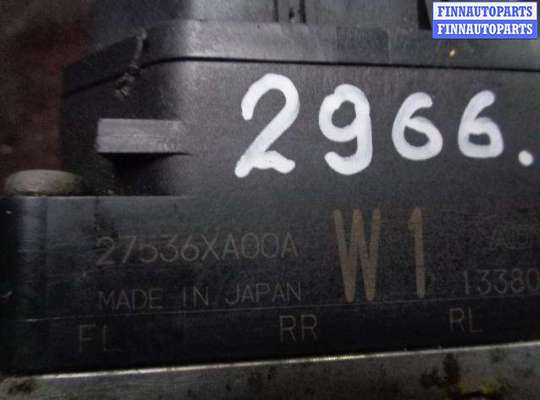 FINNAUTOPARTS
FINNAUTOPARTS
2966.
27536XA00A W1
MADE IN JAPAN 13380
FL RR RL